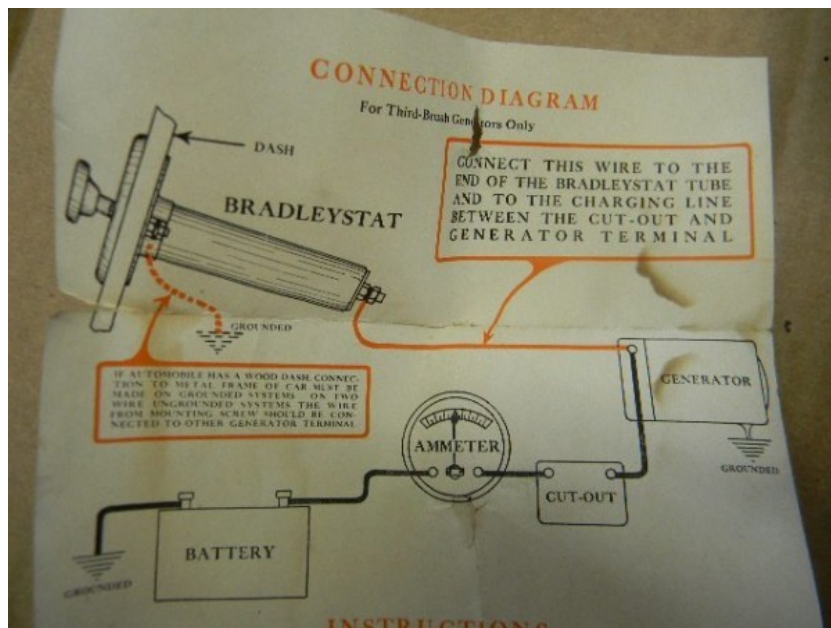 CONNECTION DIAGRAM
For Third-Brush Generators Only
DASH
BRADLEYSTAT
CONNECT THIS WIRE TO THE
END OF THE BRADLEYSTAT TUBE
AND TO THE CHARGING LINE
BETWEEN THE CUT-OUT AND
GENERATOR TERMINAL
GROUNDED
IF AUTOMOBILE HAS A WOOD DASH, CONNEC-
TION TO METAL FRAME OF CAR MUST BE
MADE ON GROUNDED SYSTEMS ON TWO
WIRE UNGROUNDED SYSTEMS THE WIRE
FROM MOUNTING SCREW SHOULD BE CON-
NECTED TO OTHER GENERATOR TERMINAL
GENERATOR
GROUNDED
AMMETER
CUT-OUT
BATTERY
GROUNDED
INSTRUCTIONS